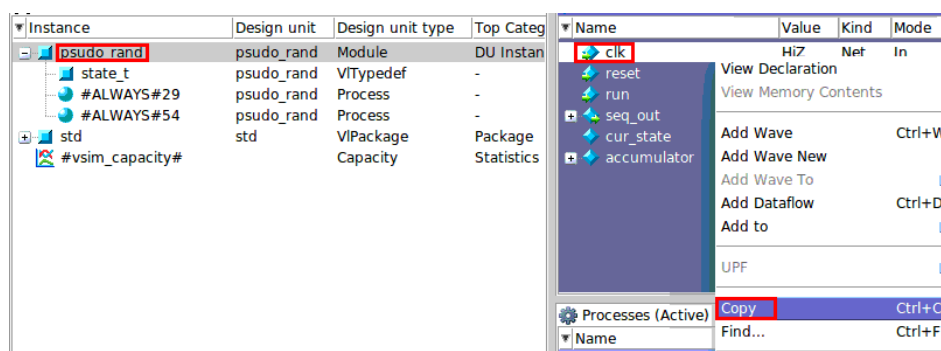 Instance Design unit Design unit type Top Categ
psudo_rand psudo_rand Module DU Instan
state_t psudo_rand VlTypedef -
#ALWAYS#29 psudo_rand Process -
#ALWAYS#54 psudo_rand Process -
std std VlPackage Package
#vsim_capacity# Capacity Statistics
Name Value Kind Mode
clk HiZ Net In
reset
run
seq_out
cur_state
accumulator
View Declaration
View Memory Contents
Add Wave Ctrl+W
Add Wave New
Add Wave To
Add Dataflow Ctrl+D
Add to
UPF
Copy Ctrl+C
Find... Ctrl+F
Processes (Active)
Name